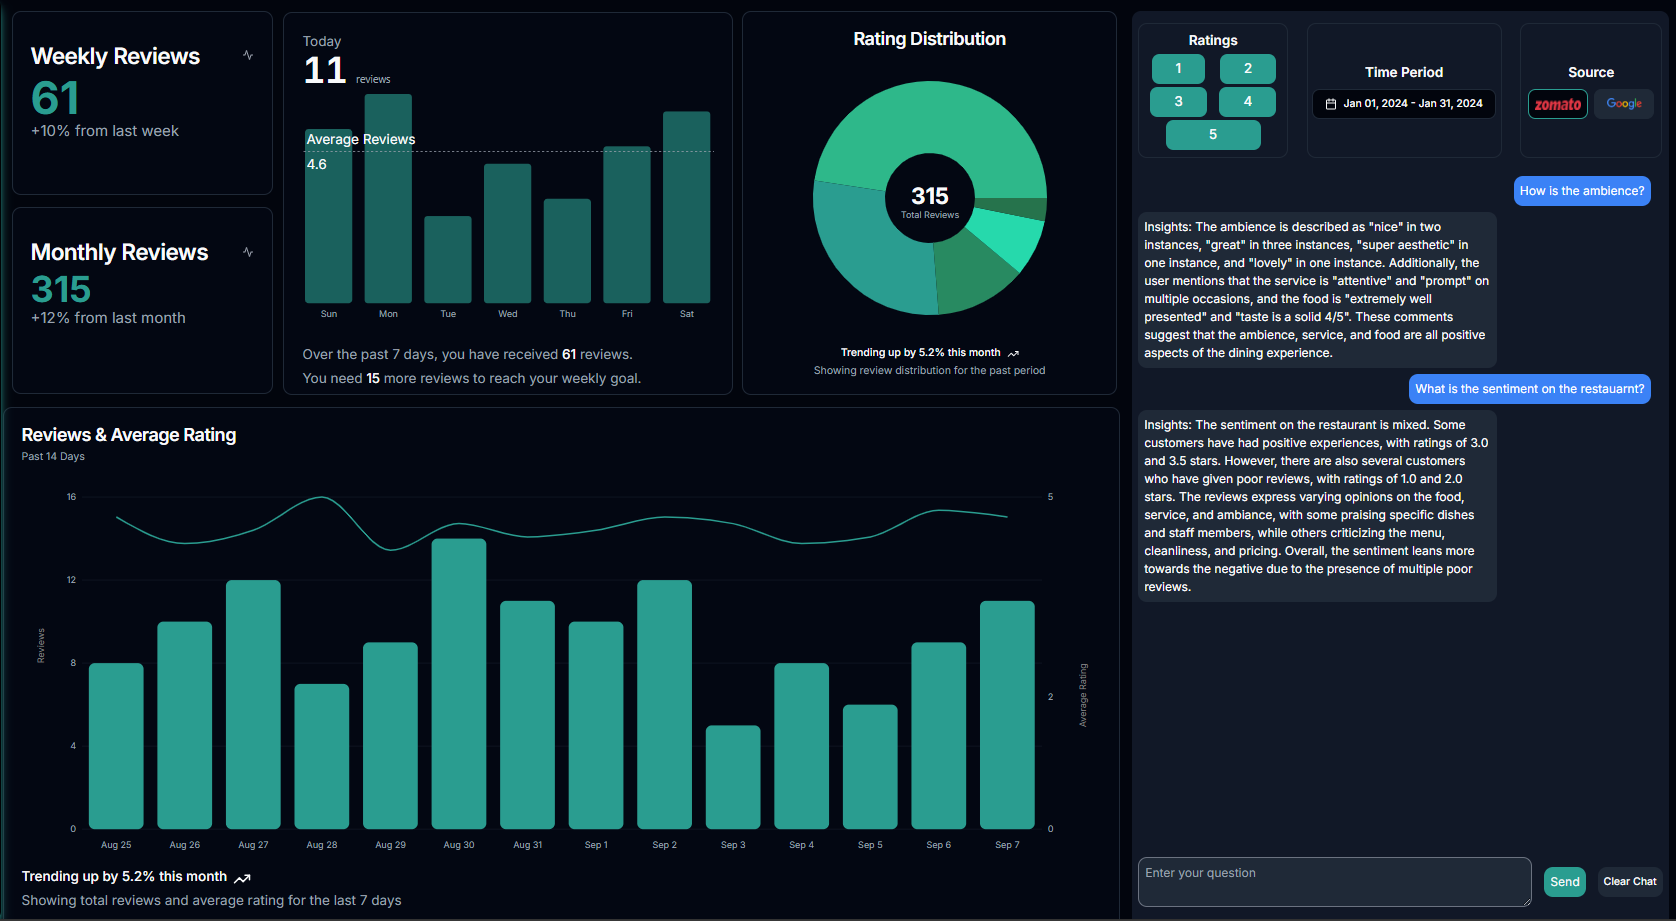 Weekly Reviews
61
+10% from last week
Monthly Reviews
315
+12% from last month
Today
11 reviews
Average Reviews
4.6
Sun Mon Tue Wed Thu Fri Sat
Over the past 7 days, you have received 61 reviews.
You need 15 more reviews to reach your weekly goal.
Rating Distribution
315
Total Reviews
Trending up by 5.2% this month
Showing review distribution for the past period
Reviews & Average Rating
Past 14 Days
16
12
8
4
0
Reviews
5
2
0
Average Rating
Aug 25 Aug 26 Aug 27 Aug 28 Aug 29 Aug 30 Aug 31 Sep 1 Sep 2 Sep 3 Sep 4 Sep 5 Sep 6 Sep 7
Trending up by 5.2% this month
Showing total reviews and average rating for the last 7 days
Ratings
1 2
3 4
5
Time Period
Jan 01, 2024 - Jan 31, 2024
Source
zomato Google
How is the ambience?
Insights: The ambience is described as "nice" in two
instances, "great" in three instances, "super aesthetic" in
one instance, and "lovely" in one instance. Additionally, the
user mentions that the service is "attentive" and "prompt" on
multiple occasions, and the food is "extremely well
presented" and "taste is a solid 4/5". These comments
suggest that the ambience, service, and food are all positive
aspects of the dining experience.
What is the sentiment on the restauarnt?
Insights: The sentiment on the restaurant is mixed. Some
customers have had positive experiences, with ratings of 3.0
and 3.5 stars. However, there are also several customers
who have given poor reviews, with ratings of 1.0 and 2.0
stars. The reviews express varying opinions on the food,
service, and ambiance, with some praising specific dishes
and staff members, while others criticizing the menu,
cleanliness, and pricing. Overall, the sentiment leans more
towards the negative due to the presence of multiple poor
reviews.
Enter your question
Send
Clear Chat